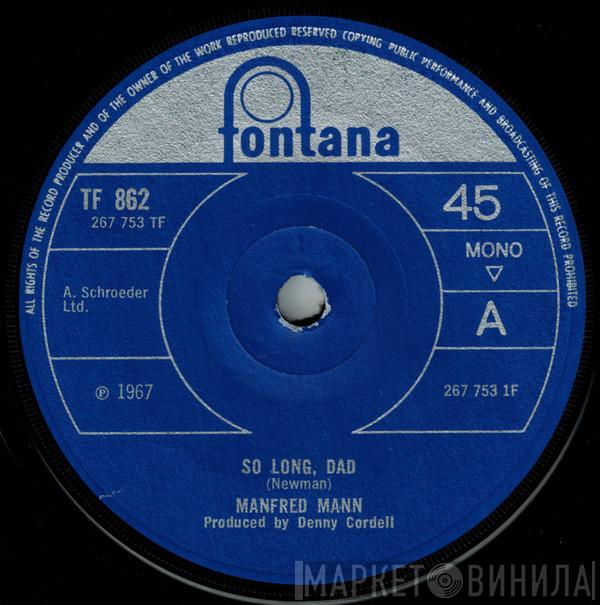 ALL RIGHTS OF THE RECORD PRODUCER AND OF THE OWNER OF THE WORK REPRODUCED RESERVED COPYING, PUBLIC PERFORMANCE AND BROADCASTING OF THIS RECORD PROHIBITED
fontana
TF 862
267 753 TF
45
MONO
A. Schroeder
Ltd.
A
℗ 1967
267 753 1F
SO LONG, DAD
(Newman)
MANFRED MANN
Produced by Denny Cordell
МАРКЕТ ВИНИЛА